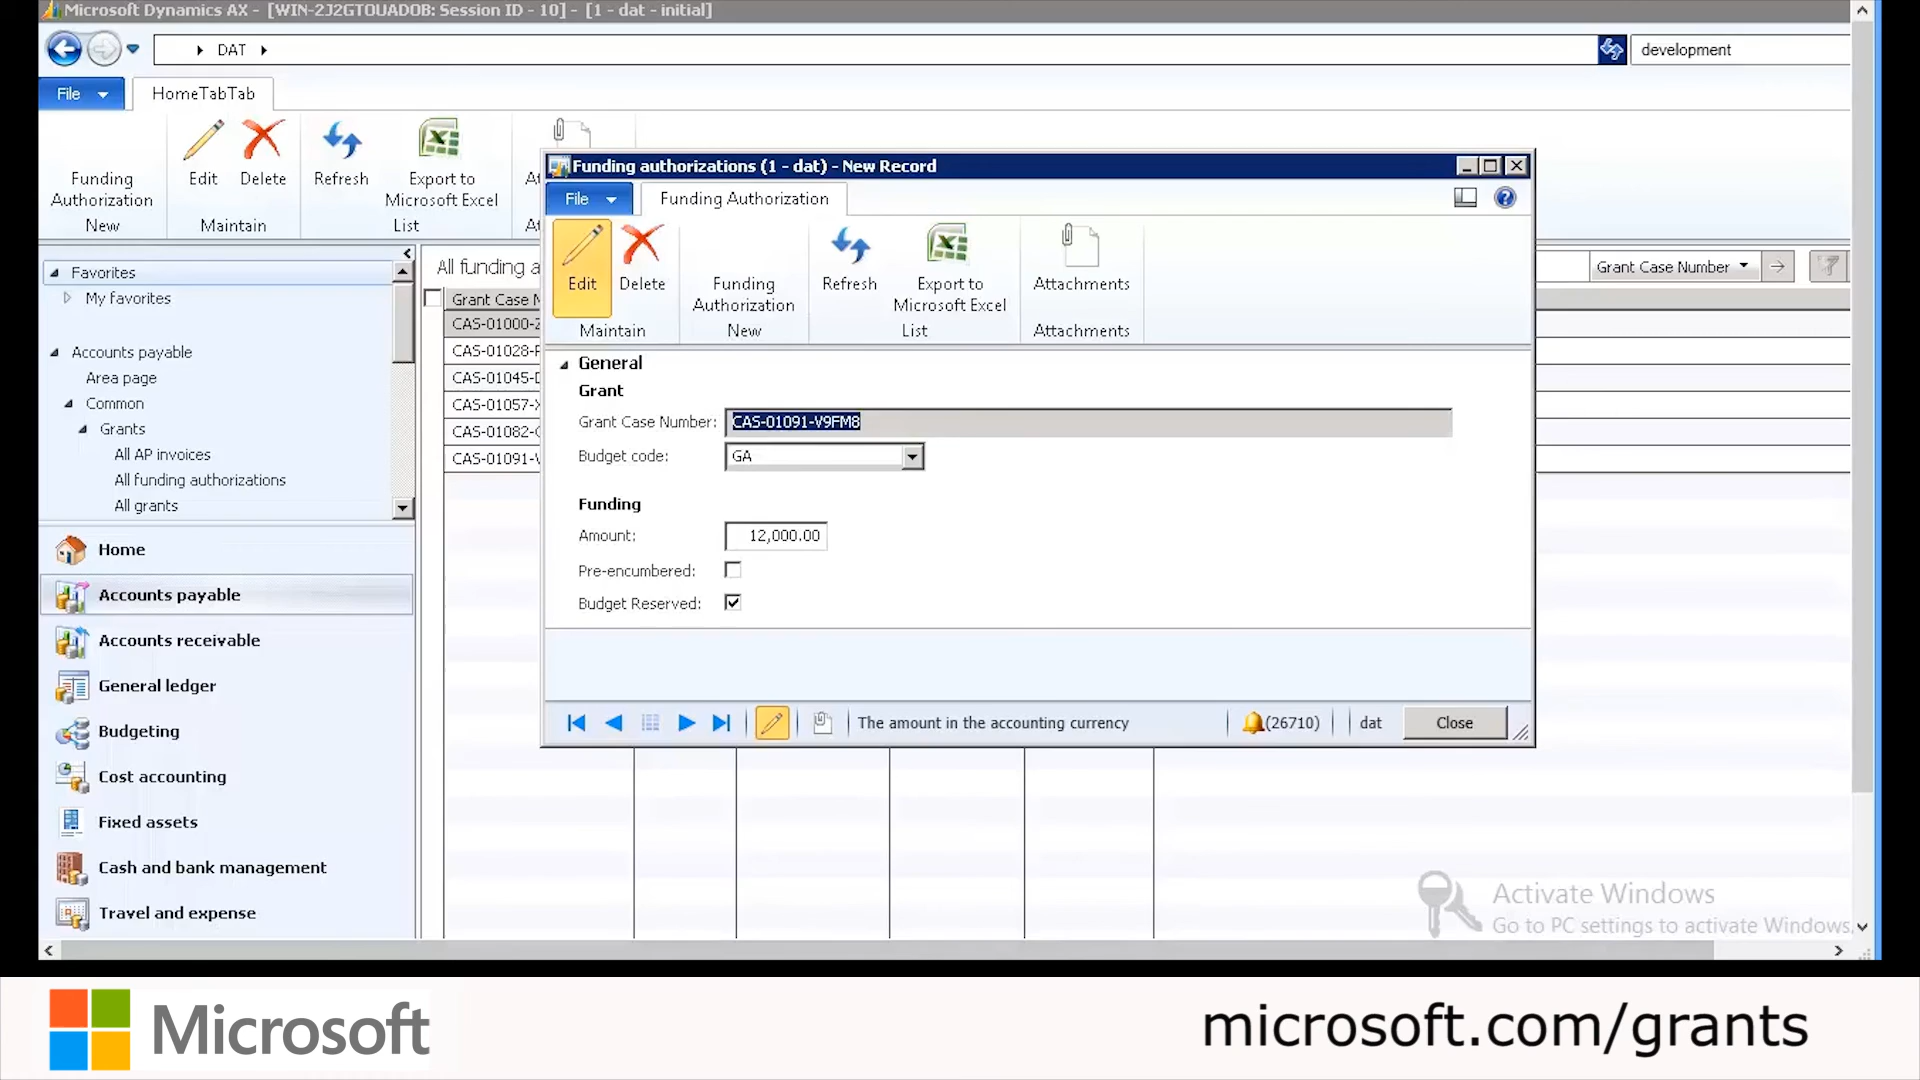 Microsoft Dynamics AX - [WIN-2J2GTOUADOB: Session ID - 10] - [1 - dat - initial]
DAT
development
File
HomeTabTab
Funding Authorization
Edit
Delete
Refresh
Export to Microsoft Excel
New
Maintain
List
Favorites
My favorites
Accounts payable
Area page
Common
Grants
All AP invoices
All funding authorizations
All grants
Home
Accounts payable
Accounts receivable
General ledger
Budgeting
Cost accounting
Fixed assets
Cash and bank management
Travel and expense
All funding
Grant Case
CAS-01000-
CAS-01028-
CAS-01045-
CAS-01057-
CAS-01082-
CAS-01091-
Grant Case Number
Funding authorizations (1 - dat) - New Record
File
Funding Authorization
Edit
Delete
Funding Authorization
Refresh
Export to Microsoft Excel
Attachments
Maintain
New
List
Attachments
General
Grant
Grant Case Number: CAS-01091-V9FM8
Budget code: GA
Funding
Amount: 12,000.00
Pre-encumbered:
Budget Reserved:
The amount in the accounting currency
(26710)
dat
Close
Activate Windows
Go to PC settings to activate Windows.
Microsoft
microsoft.com/grants